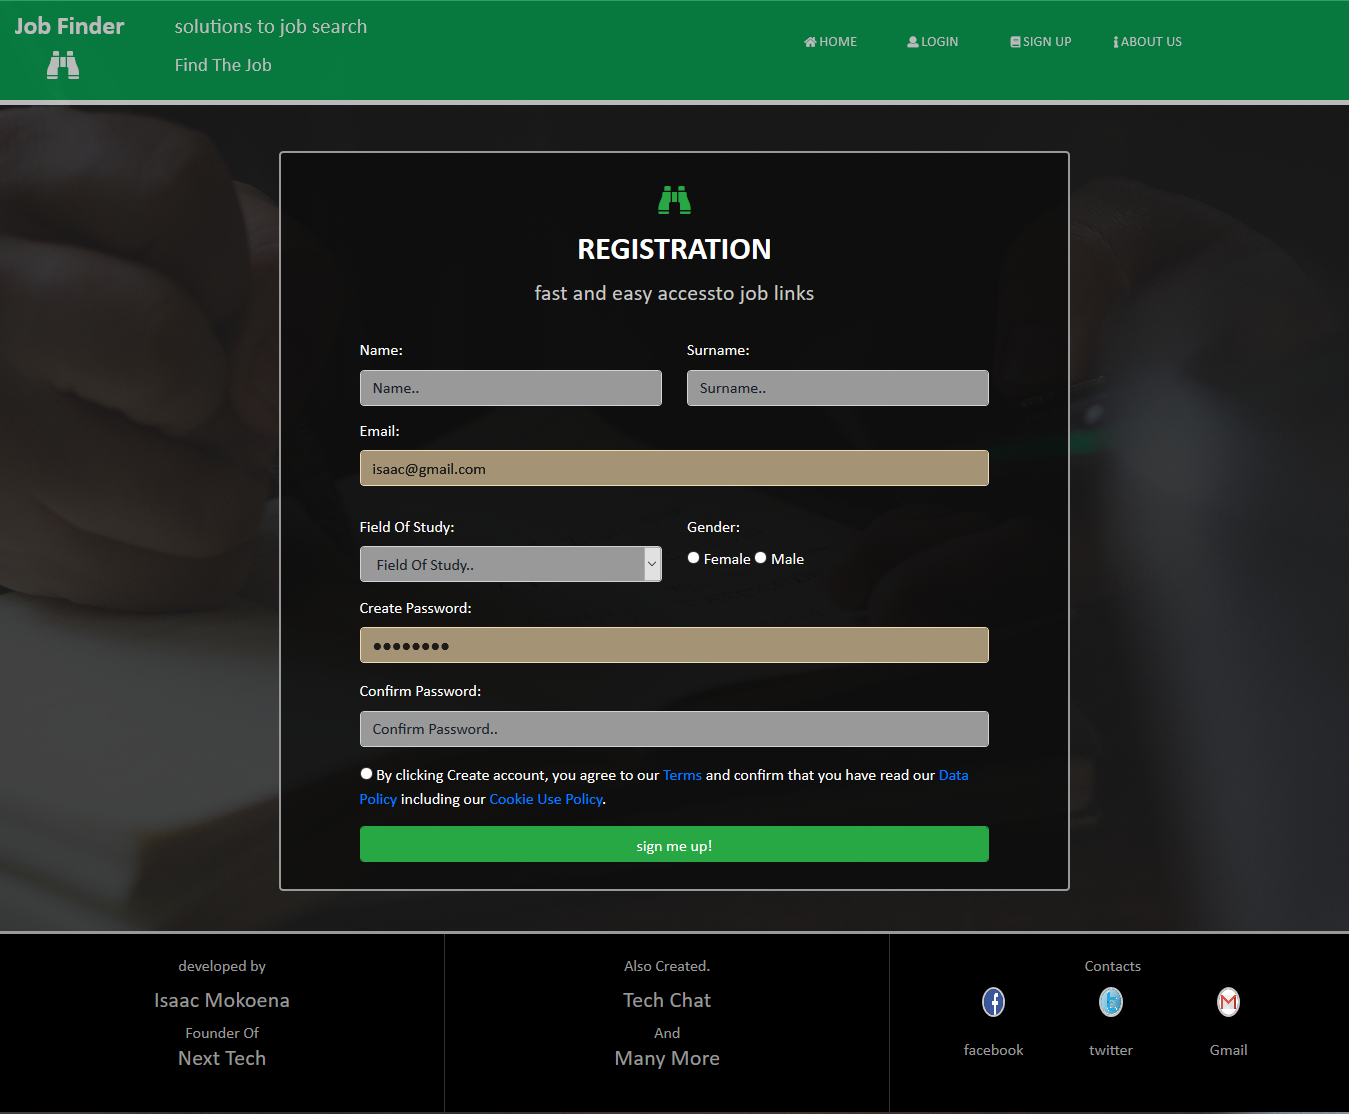 Job Finder
solutions to job search
Find The Job
HOME
LOGIN
SIGN UP
ABOUT US
REGISTRATION
fast and easy accessto job links
Name:
Surname:
Name..
Surname..
Email:
isaac@gmail.com
Field Of Study:
Gender:
Field Of Study..
Female Male
Create Password:
●●●●●●●●
Confirm Password:
Confirm Password..
By clicking Create account, you agree to our Terms and confirm that you have read our Data
Policy including our Cookie Use Policy.
sign me up!
developed by
Isaac Mokoena
Founder Of
Next Tech
Also Created.
Tech Chat
And
Many More
Contacts
facebook
twitter
Gmail